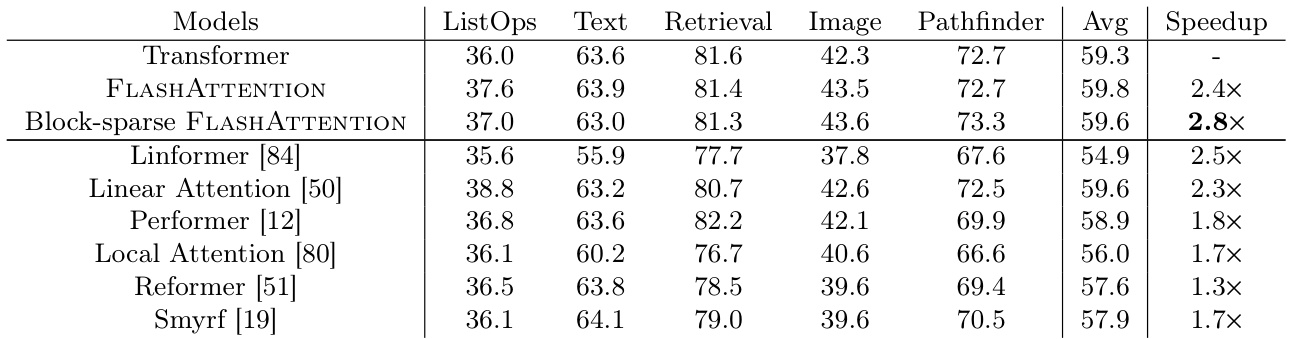 Models ListOps Text Retrieval Image Pathfinder Avg Speedup
Transformer 36.0 63.6 81.6 42.3 72.7 59.3 -
FLASHATTENTION 37.6 63.9 81.4 43.5 72.7 59.8 2.4×
Block-sparse FLASHATTENTION 37.0 63.0 81.3 43.6 73.3 59.6 2.8×
Linformer [84] 35.6 55.9 77.7 37.8 67.6 54.9 2.5×
Linear Attention [50] 38.8 63.2 80.7 42.6 72.5 59.6 2.3×
Performer [12] 36.8 63.6 82.2 42.1 69.9 58.9 1.8×
Local Attention [80] 36.1 60.2 76.7 40.6 66.6 56.0 1.7×
Reformer [51] 36.5 63.8 78.5 39.6 69.4 57.6 1.3×
Smyrf [19] 36.1 64.1 79.0 39.6 70.5 57.9 1.7×